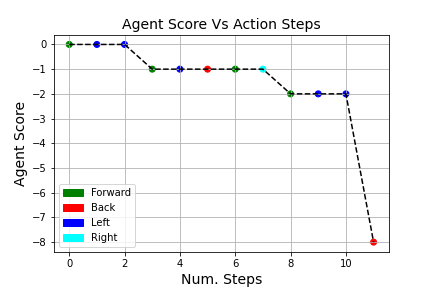 Agent Score Vs Action Steps
Agent Score
0
−1
−2
−3
−4
−5
−6
−7
−8
Forward
Back
Left
Right
0 2 4 6 8 10
Num. Steps